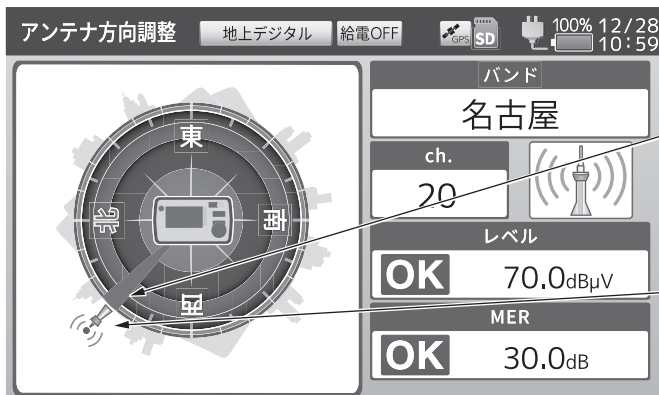 アンテナ方向調整 地上デジタル 給電OFF GPS SD 100% 12/28
10:59
東
北
南
西
バンド
名古屋
ch.
20
レベル
OK 70.0dBμV
MER
OK 30.0dB